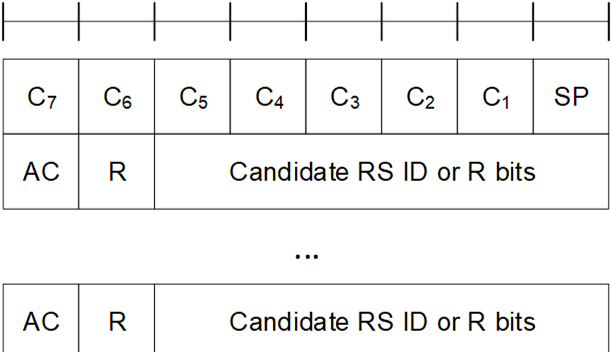 C₇ C₆ C₅ C₄ C₃ C₂ C₁ SP
AC R Candidate RS ID or R bits
...
AC R Candidate RS ID or R bits